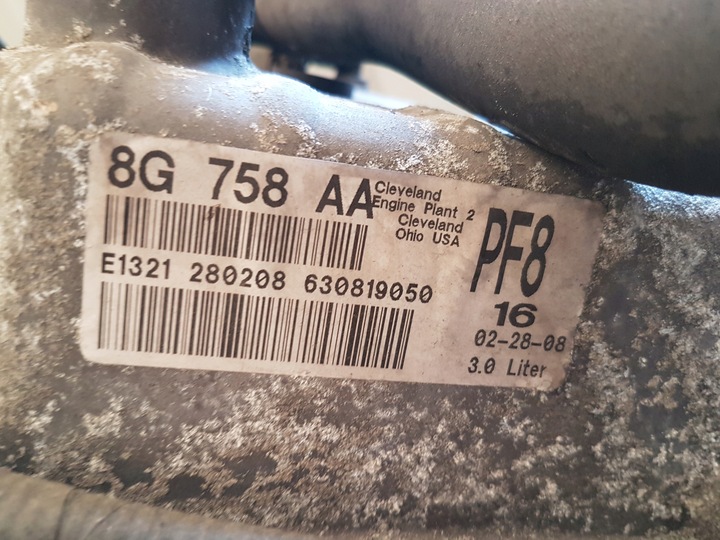 8G 758 AA
Cleveland
Engine Plant 2
Cleveland
Ohio USA
PF8
E1321 280208 630819050
16
02-28-08
3.0 Liter